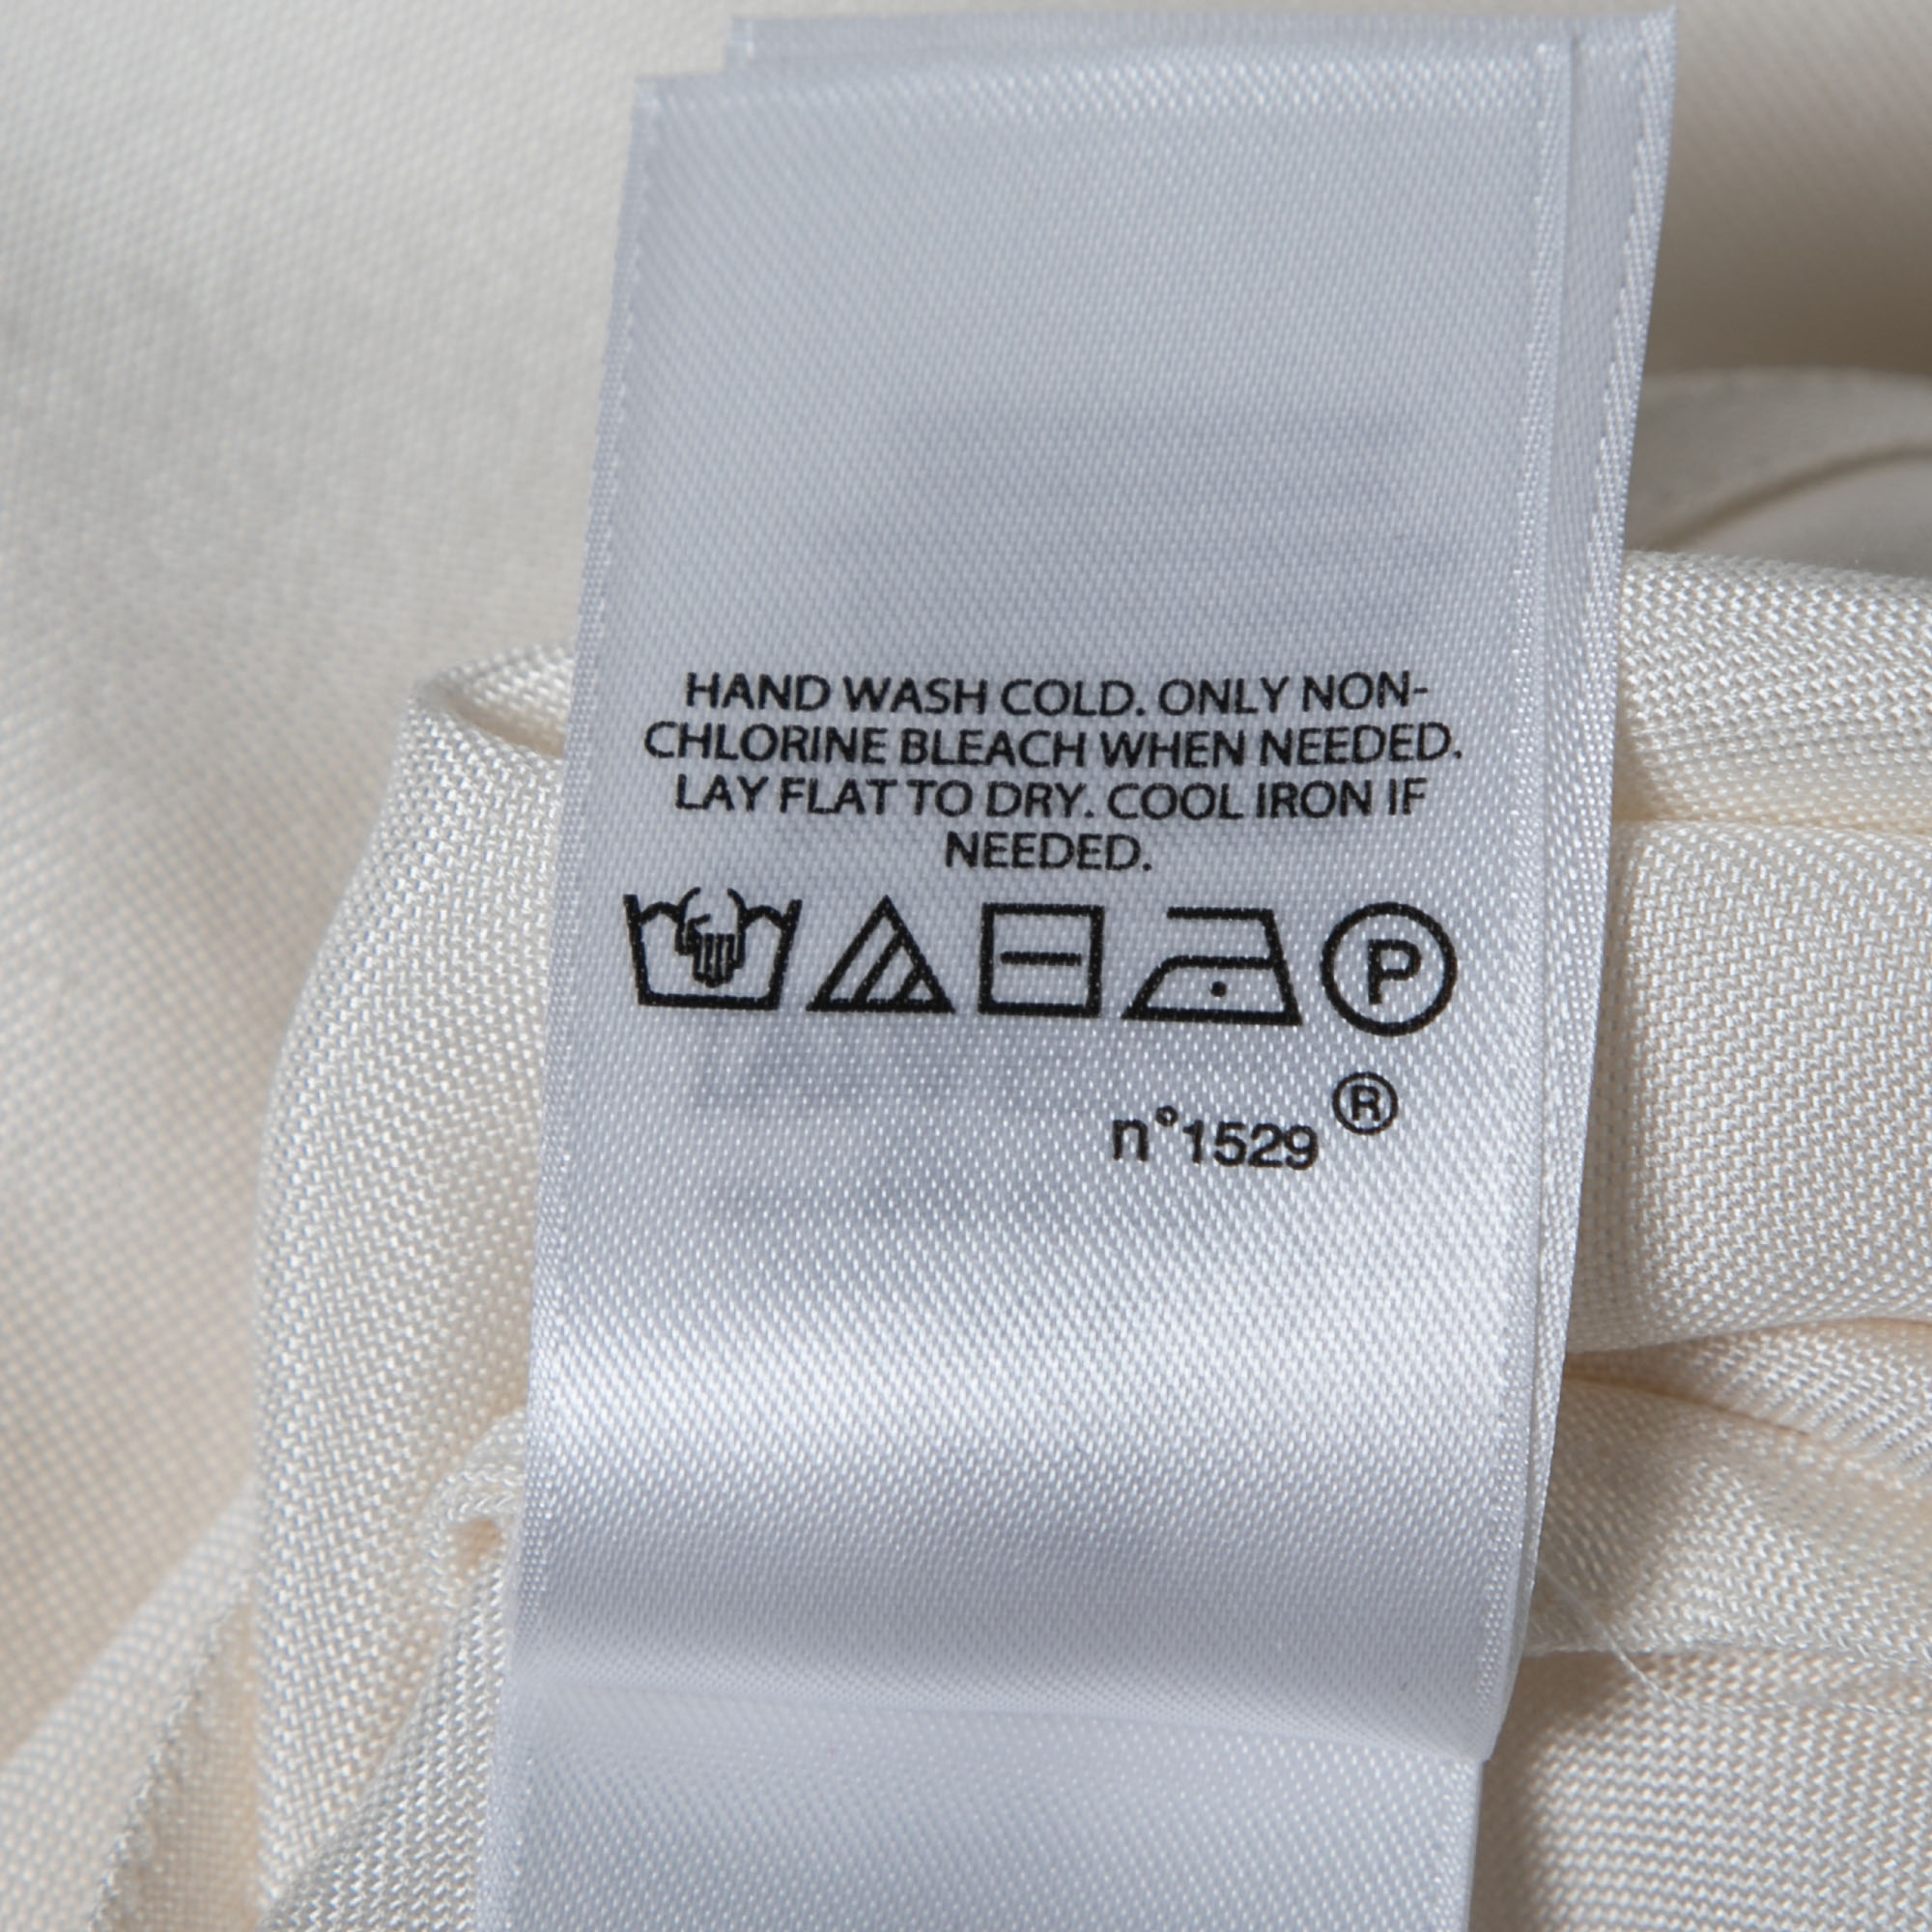 HAND WASH COLD. ONLY NON-
CHLORINE BLEACH WHEN NEEDED.
LAY FLAT TO DRY. COOL IRON IF
NEEDED.
P
n°1529®